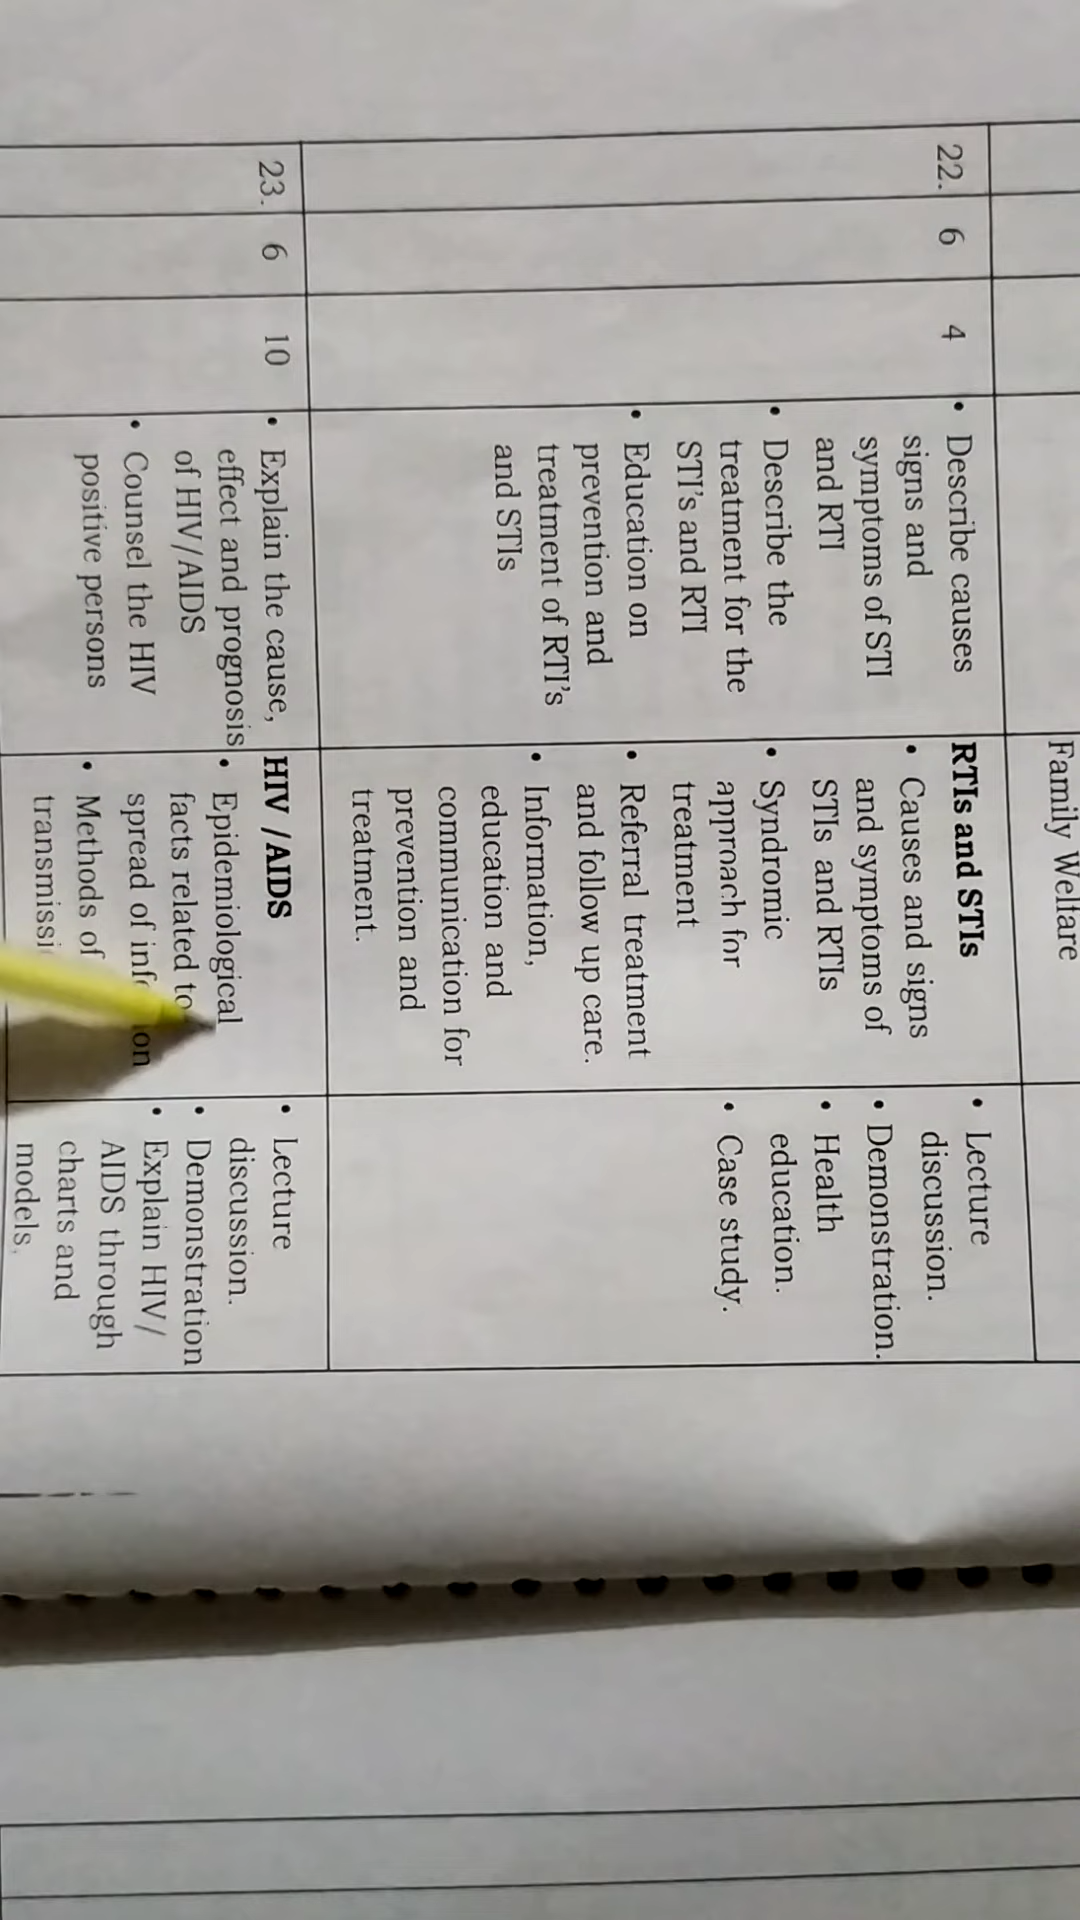 Family Welfare
22.
6
4
• Describe causes
signs and
symptoms of STI
and RTI
• Describe the
treatment for the
STI's and RTI
• Education on
prevention and
treatment of RTI's
and STIs
RTIs and STIs
• Causes and signs
and symptoms of
STIs and RTIs
• Syndromic
approach for
treatment
• Referral treatment
and follow up care.
• Information,
education and
communication for
prevention and
treatment.
• Lecture
discussion.
• Demonstration.
• Health
education.
• Case study.
23.
6
10
• Explain the cause,
effect and prognosis
of HIV/AIDS
• Counsel the HIV
positive persons
HIV /AIDS
• Epidemiological
facts related to
spread of
• Methods of
• Lecture
discussion.
• Demonstration
• Explain HIV/
AIDS through
charts and
models.